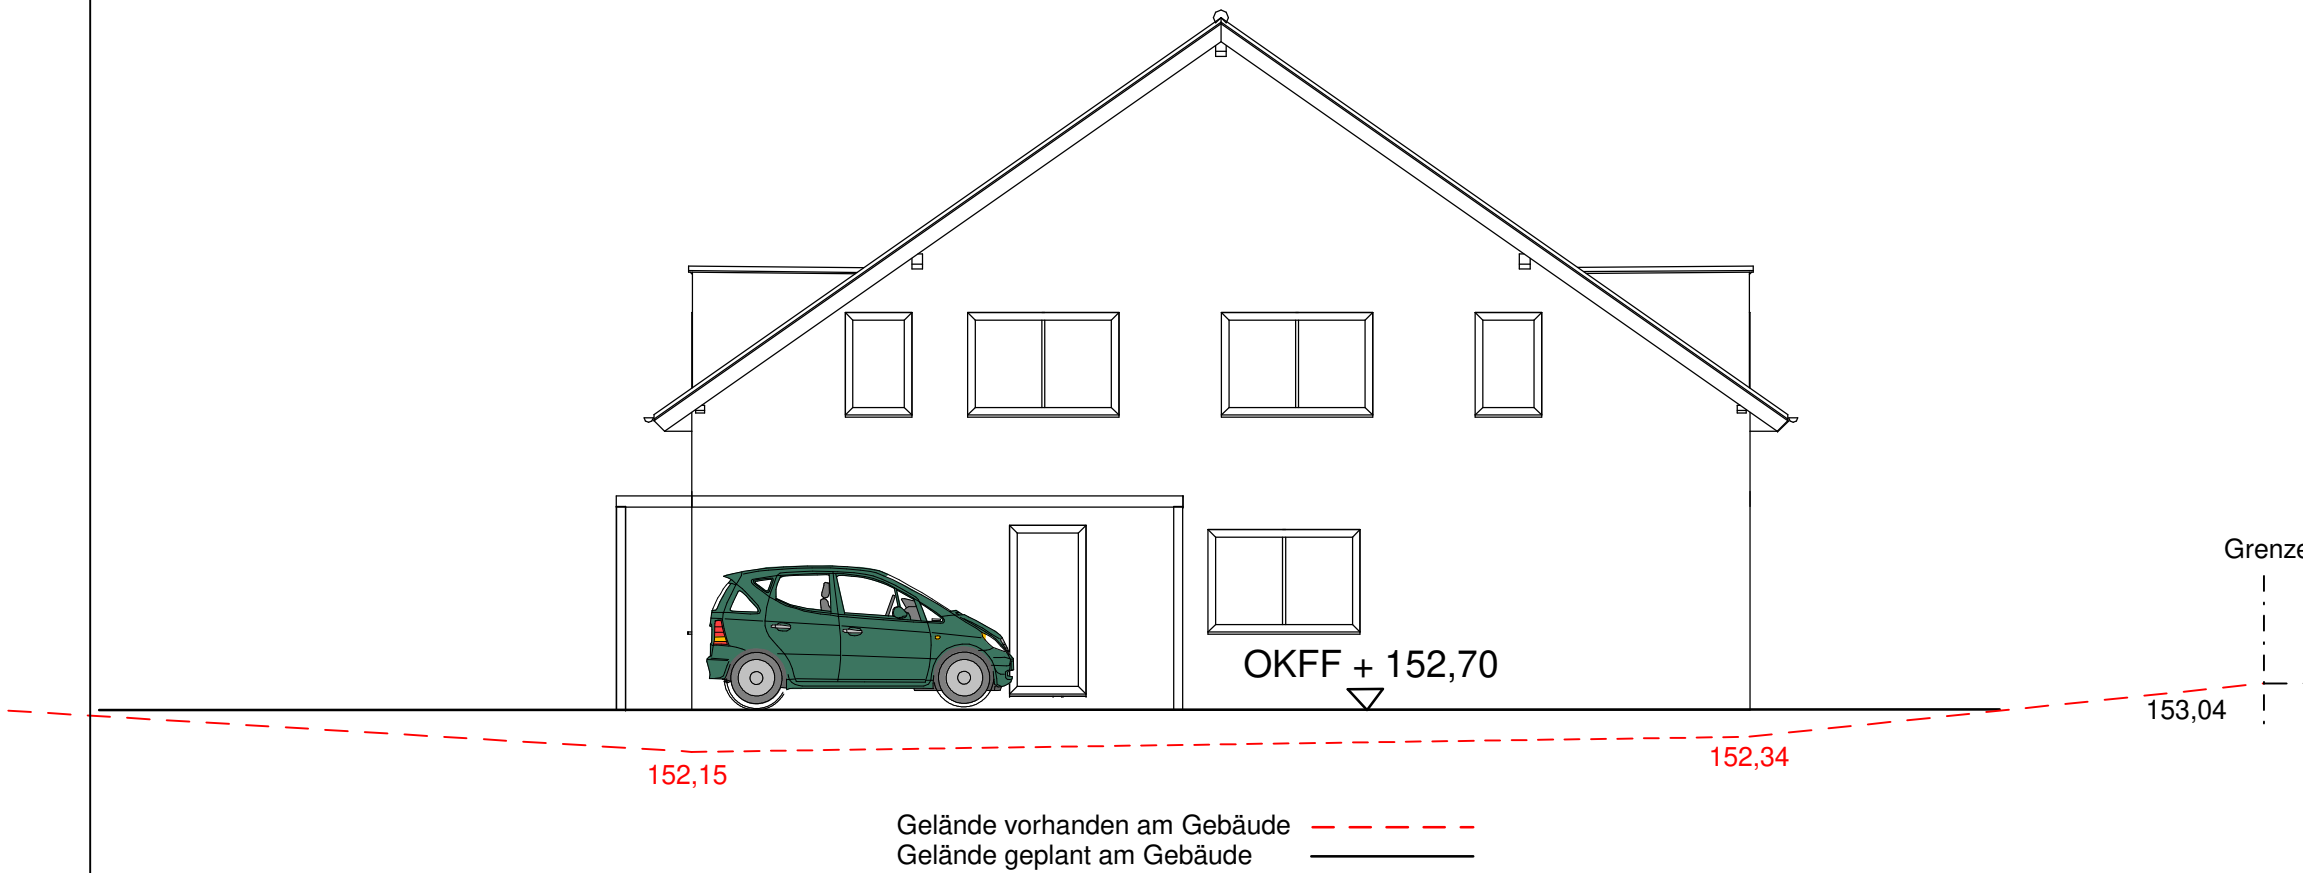 Grenze
OKFF + 152,70
153,04
152,15
152,34
Gelände vorhanden am Gebäude
Gelände geplant am Gebäude